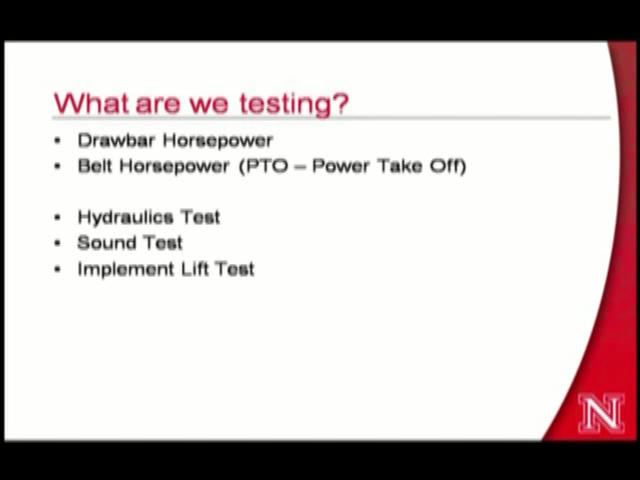 What are we testing?
• Drawbar Horsepower
• Belt Horsepower (PTO – Power Take Off)
• Hydraulics Test
• Sound Test
• Implement Lift Test
N